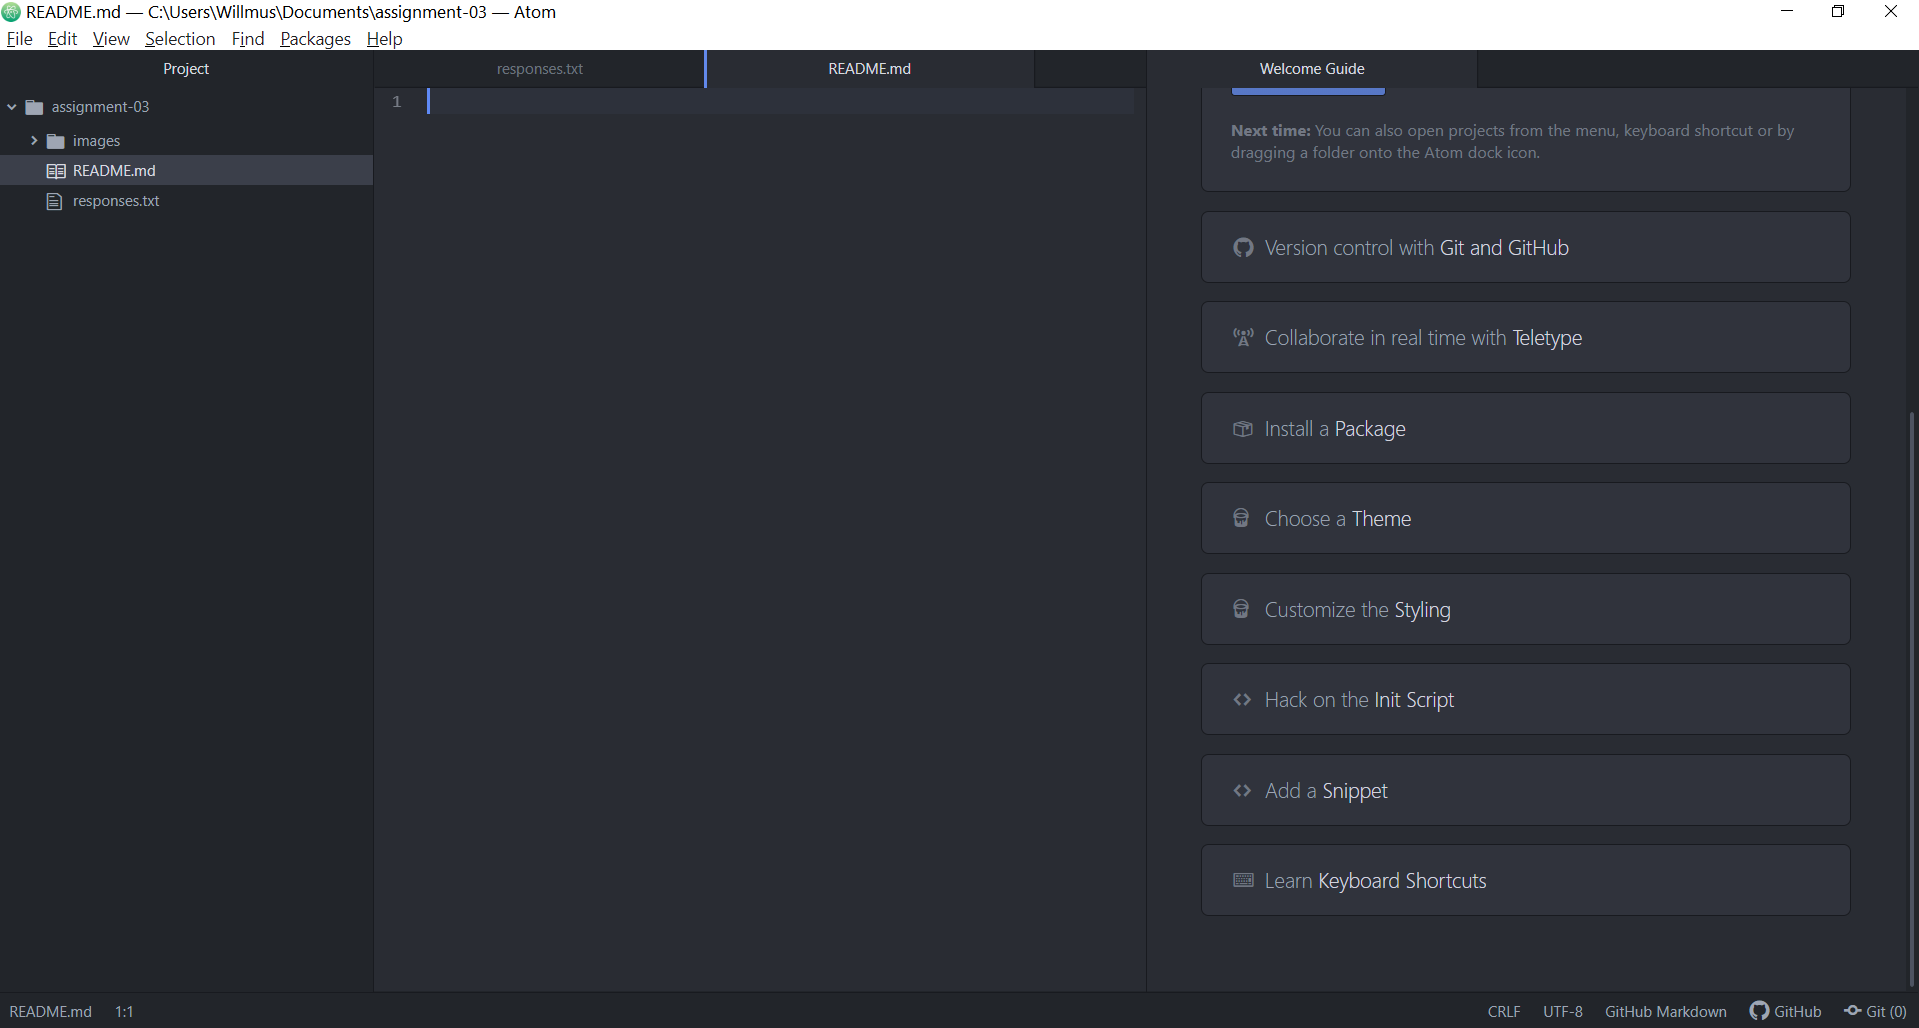 README.md — C:\Users\Willmus\Documents\assignment-03 — Atom
File Edit View Selection Find Packages Help
Project
assignment-03
images
README.md
responses.txt
responses.txt
README.md
1
Welcome Guide
Next time: You can also open projects from the menu, keyboard shortcut or by
dragging a folder onto the Atom dock icon.
Version control with Git and GitHub
Collaborate in real time with Teletype
Install a Package
Choose a Theme
Customize the Styling
Hack on the Init Script
Add a Snippet
Learn Keyboard Shortcuts
README.md 1:1
CRLF UTF-8 GitHub Markdown GitHub Git (0)